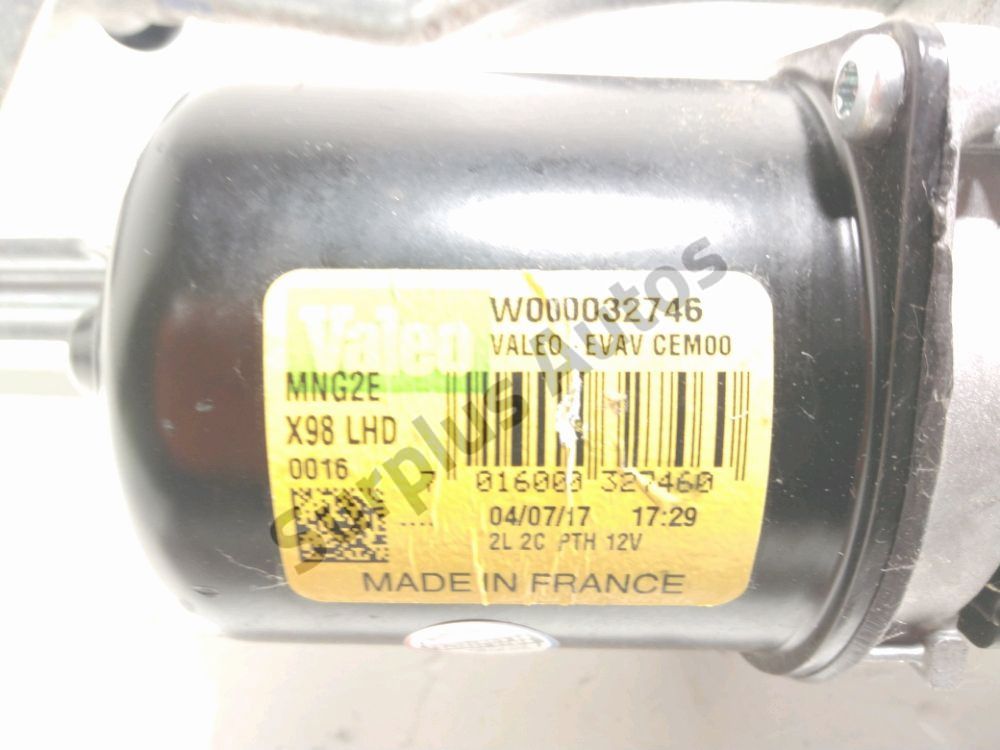 Valeo
W000032746
VALEO - EVAV CEM00
MNG2E
X98 LHD
0016
7 016000 327460
04/07/17 17:29
2L 2C PTH 12V
MADE IN FRANCE
Surplus Autos